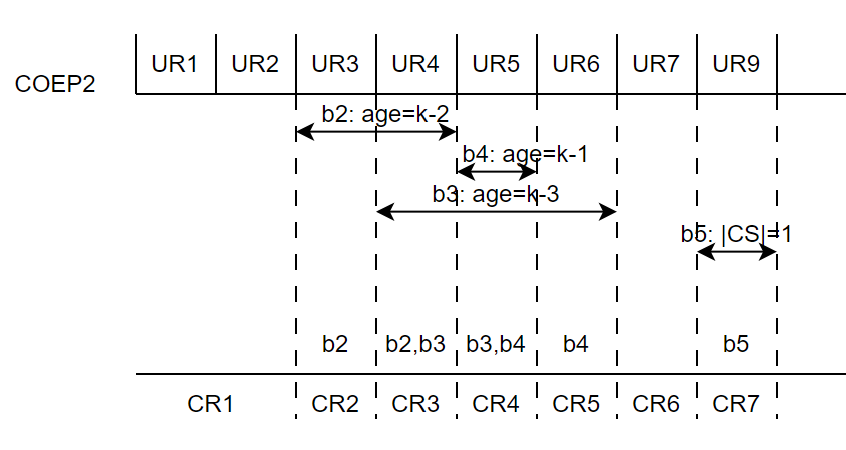 UR1 UR2 UR3 UR4 UR5 UR6 UR7 UR9
COEP2
b2: age=k-2
b4: age=k-1
b3: age=k-3
b5: |CS|=1
b2 b2,b3 b3,b4 b4 b5
CR1 CR2 CR3 CR4 CR5 CR6 CR7